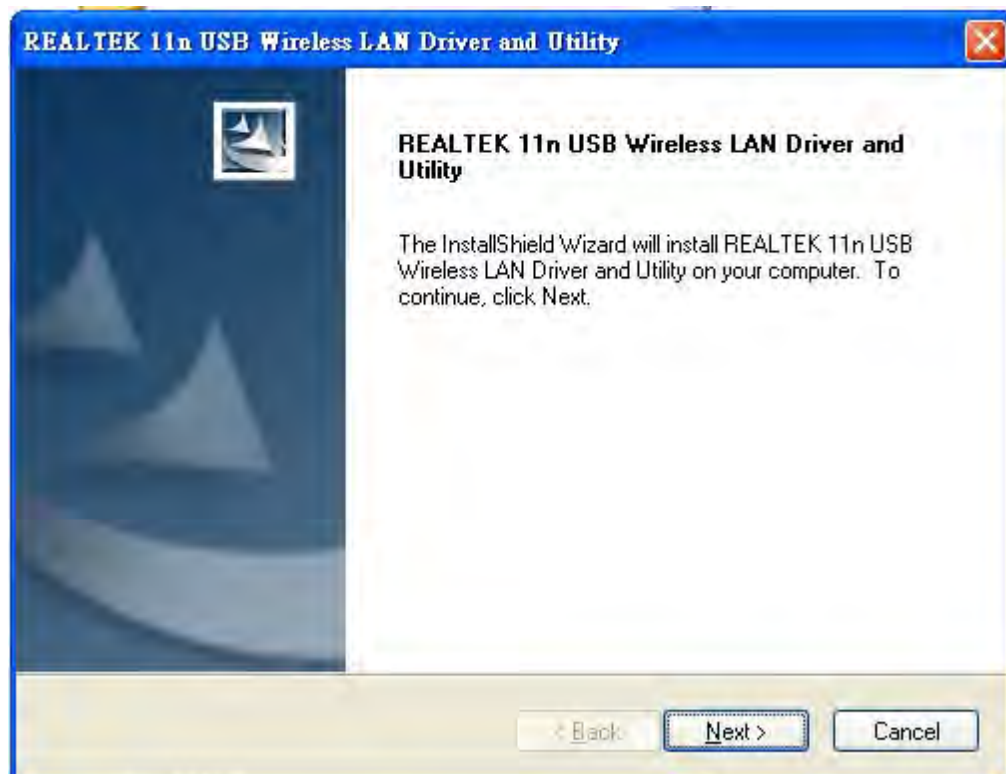 REALTEK 11n USB Wireless LAN Driver and Utility
REALTEK 11n USB Wireless LAN Driver and
Utility
The InstallShield Wizard will install REALTEK 11n USB
Wireless LAN Driver and Utility on your computer. To
continue, click Next.
< Back
Next >
Cancel